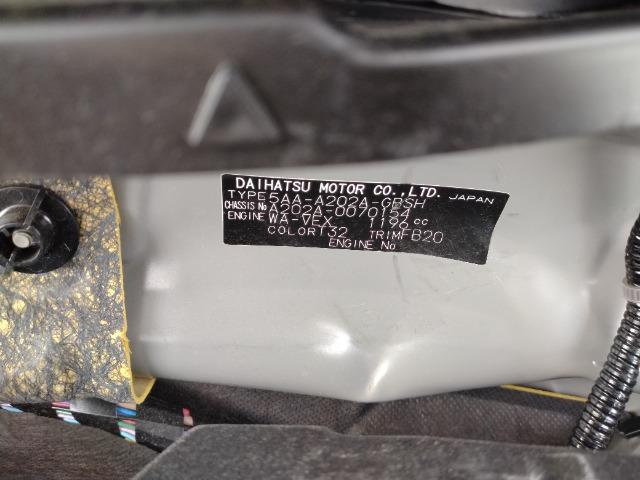 DAIHATSU MOTOR CO.,LTD. JAPAN
TYPE 5AA-A202A-GBSH
CHASSIS No A202A-0070154
ENGINE WA-VEX 1196 cc
COLOR T32 TRIM FB20
ENGINE No